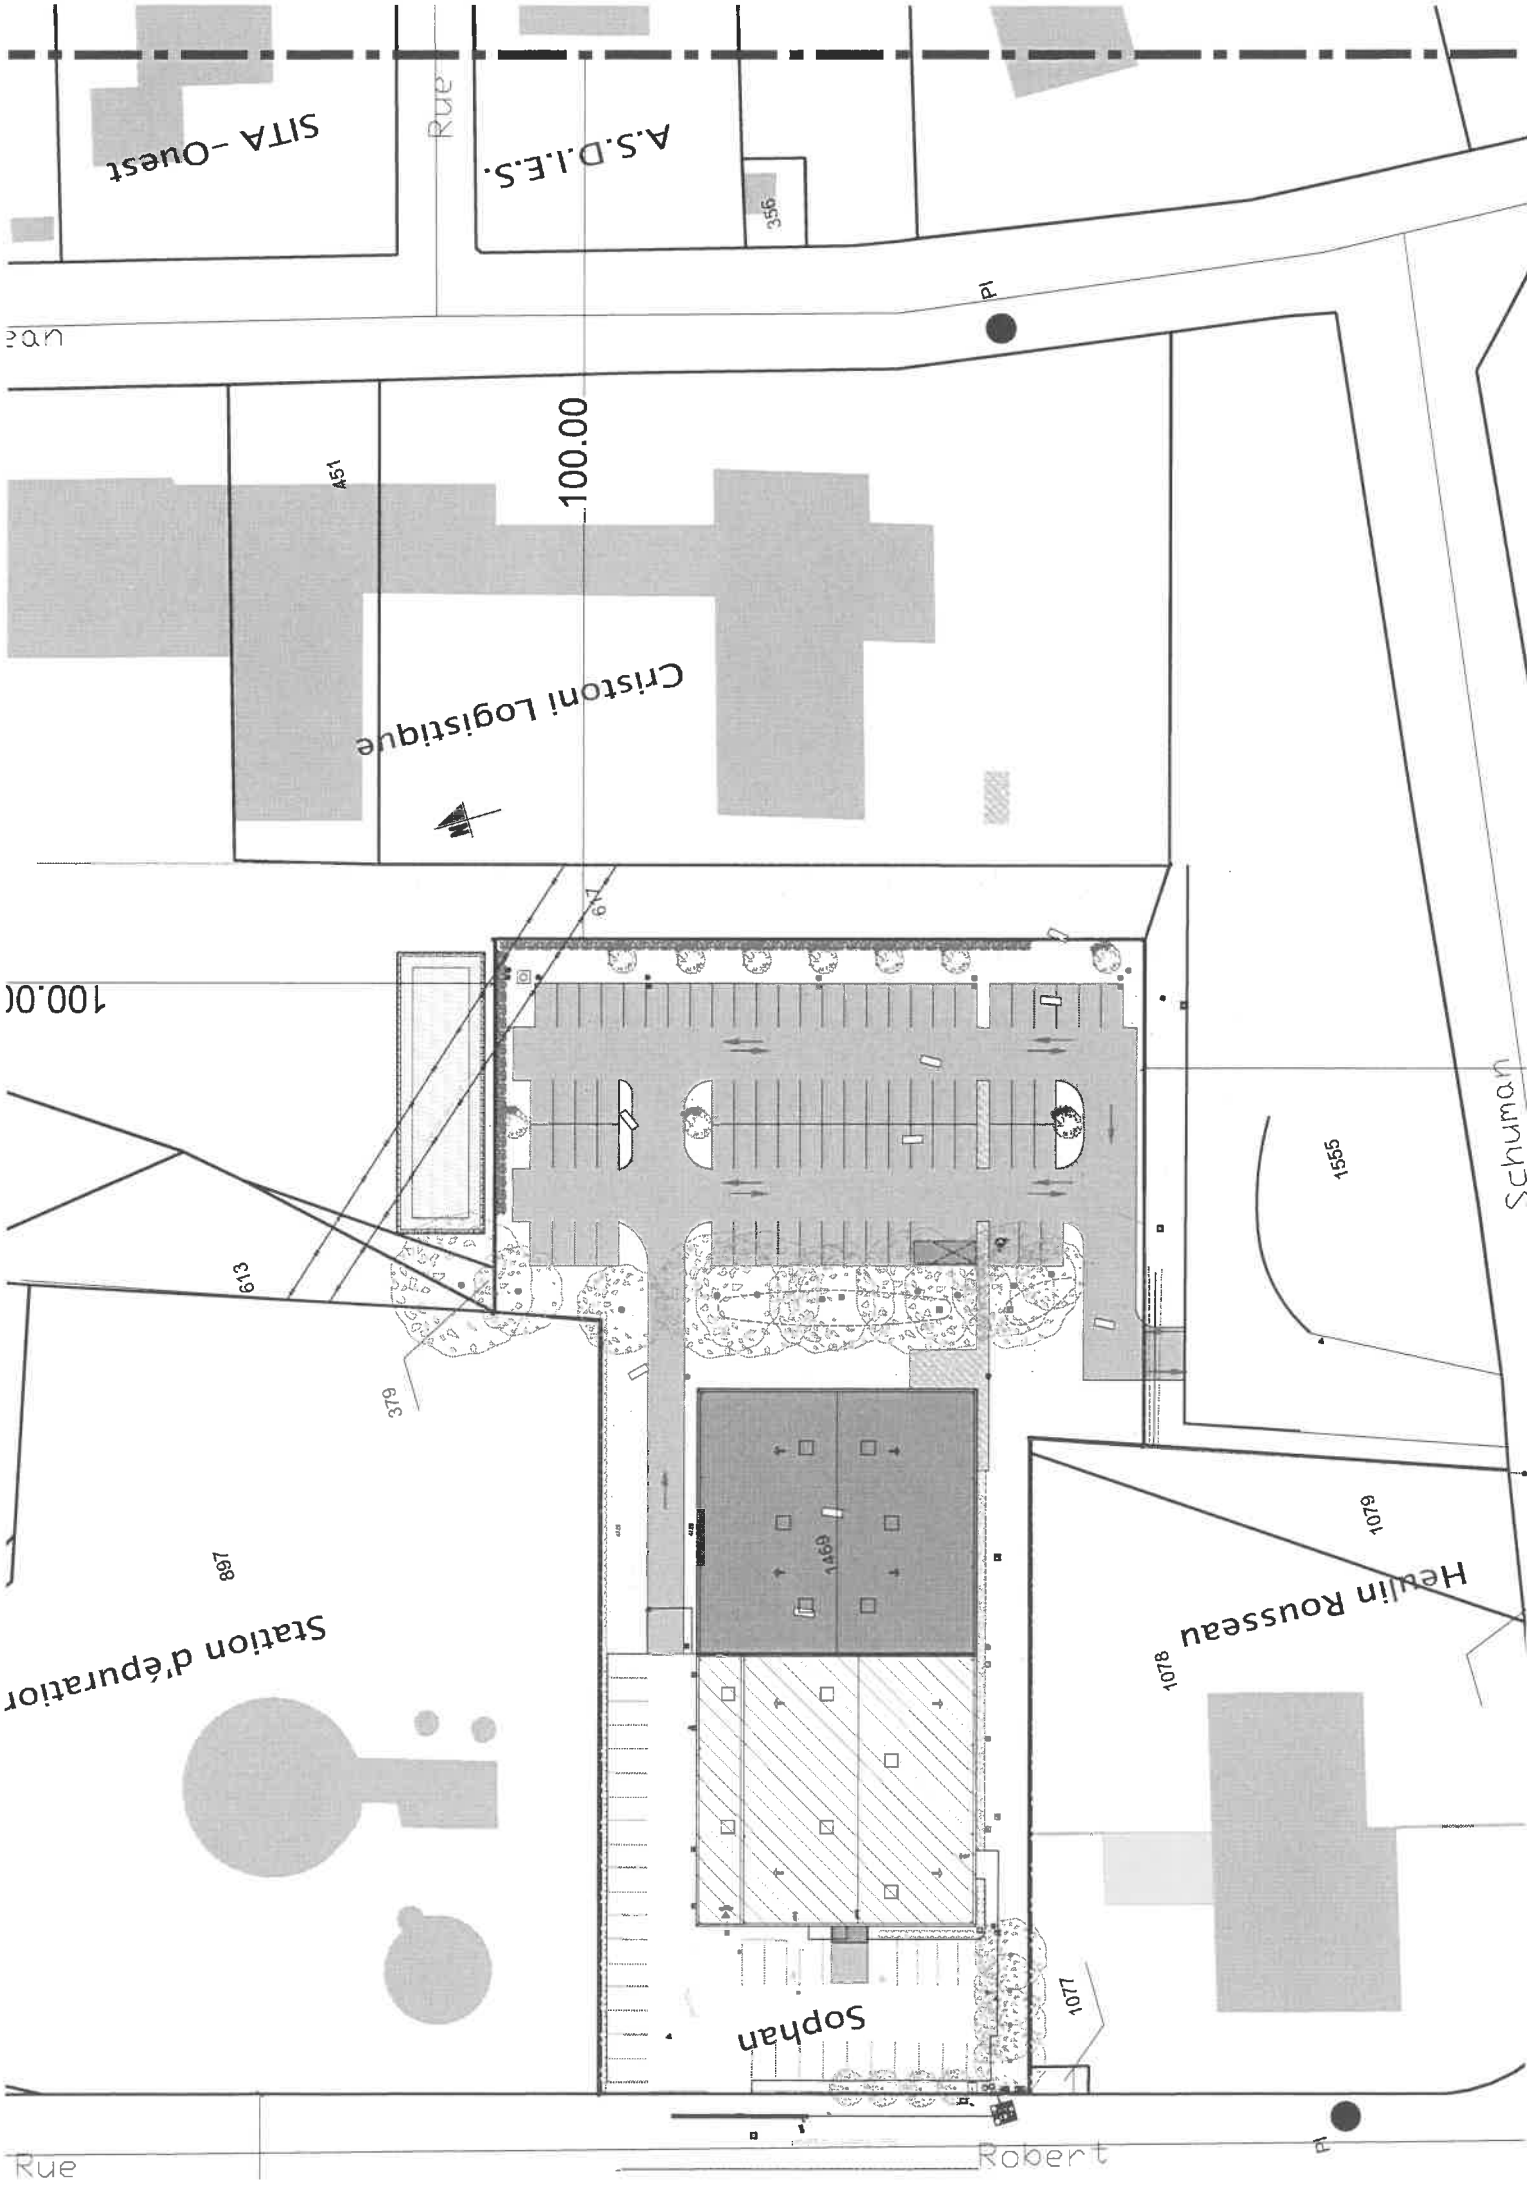 SITA - Ouest
Rue
A.S.D.I.E.S.
356
PI
ean
451
100.00
Cristoni Logistique
N
617
100.00
613
379
1555
Schuman
897
Station d'épuration
1469
1079
Heulin Rousseau
1078
1077
Sophan
Rue
Robert
PI